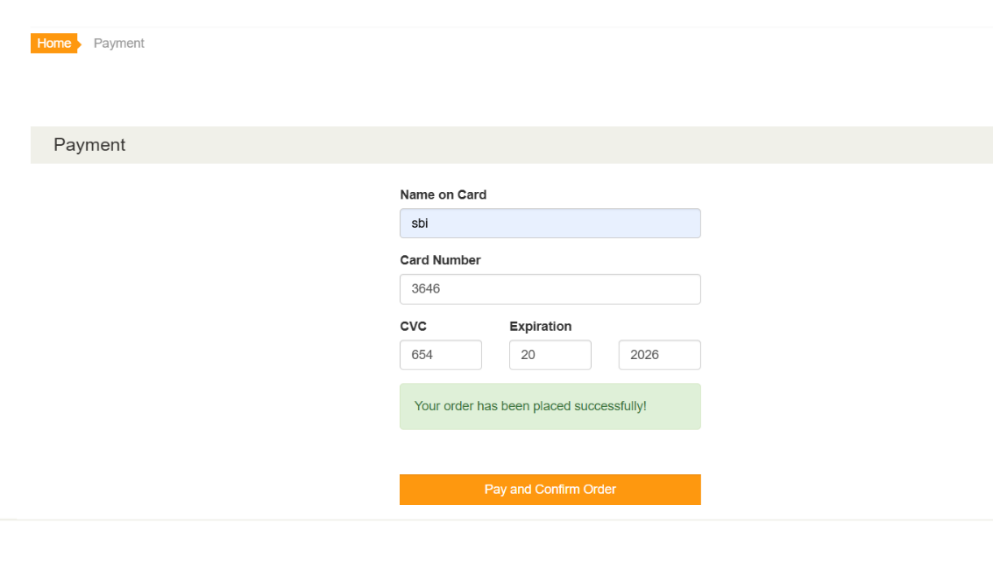 Home Payment
Payment
Name on Card
sbi
Card Number
3646
CVC Expiration
654 20 2026
Your order has been placed successfully!
Pay and Confirm Order